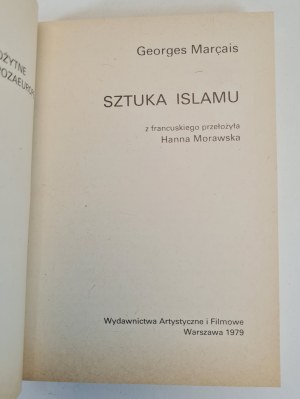 Georges Marçais
SZTUKA ISLAMU
z francuskiego przełożyła
Hanna Morawska
Wydawnictwa Artystyczne i Filmowe
Warszawa 1979